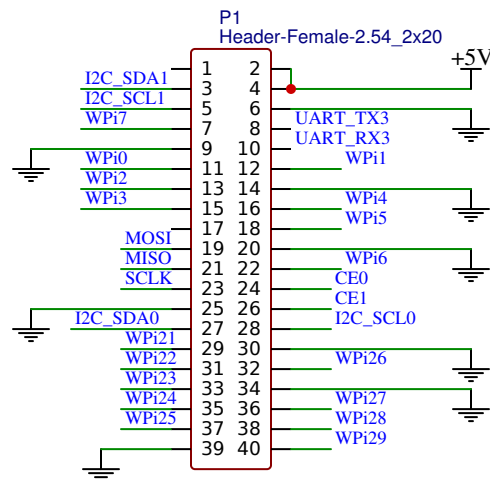 P1
Header-Female-2.54_2x20
+5V
1 2
I2C_SDA1 3 4
I2C_SCL1 5 6
WPi7 7 8 UART_TX3
9 10 UART_RX3
WPi0 11 12 WPi1
WPi2 13 14
WPi3 15 16 WPi4
17 18 WPi5
MOSI 19 20
MISO 21 22 WPi6
SCLK 23 24 CE0
25 26 CE1
I2C_SDA0 27 28 I2C_SCL0
WPi21 29 30
WPi22 31 32 WPi26
WPi23 33 34
WPi24 35 36 WPi27
WPi25 37 38 WPi28
39 40 WPi29